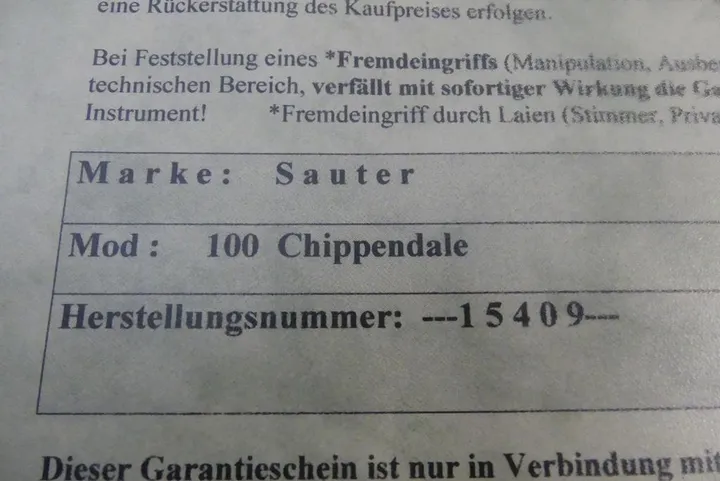 eine Rückerstattung des Kaufpreises erfolgen.
Bei Feststellung eines *Fremdeingriffs (Manipulation,
technischen Bereich, verfällt mit sofortiger Wirkung die
Instrument! *Fremdeingriff durch Laien (Stimmer,
Marke: Sauter
Mod : 100 Chippendale
Herstellungsnummer: ---15409---
Dieser Garantieschein ist nur in Verbindung mit